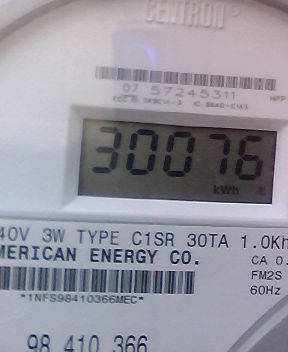 CENTRON®
07 57245311
30076
kWh
40V 3W TYPE C1SR 30TA 1.0Kh
MERICAN ENERGY CO.
CA 0.
FM2S
60Hz
*1NFS98410366MEC*
98 410 366